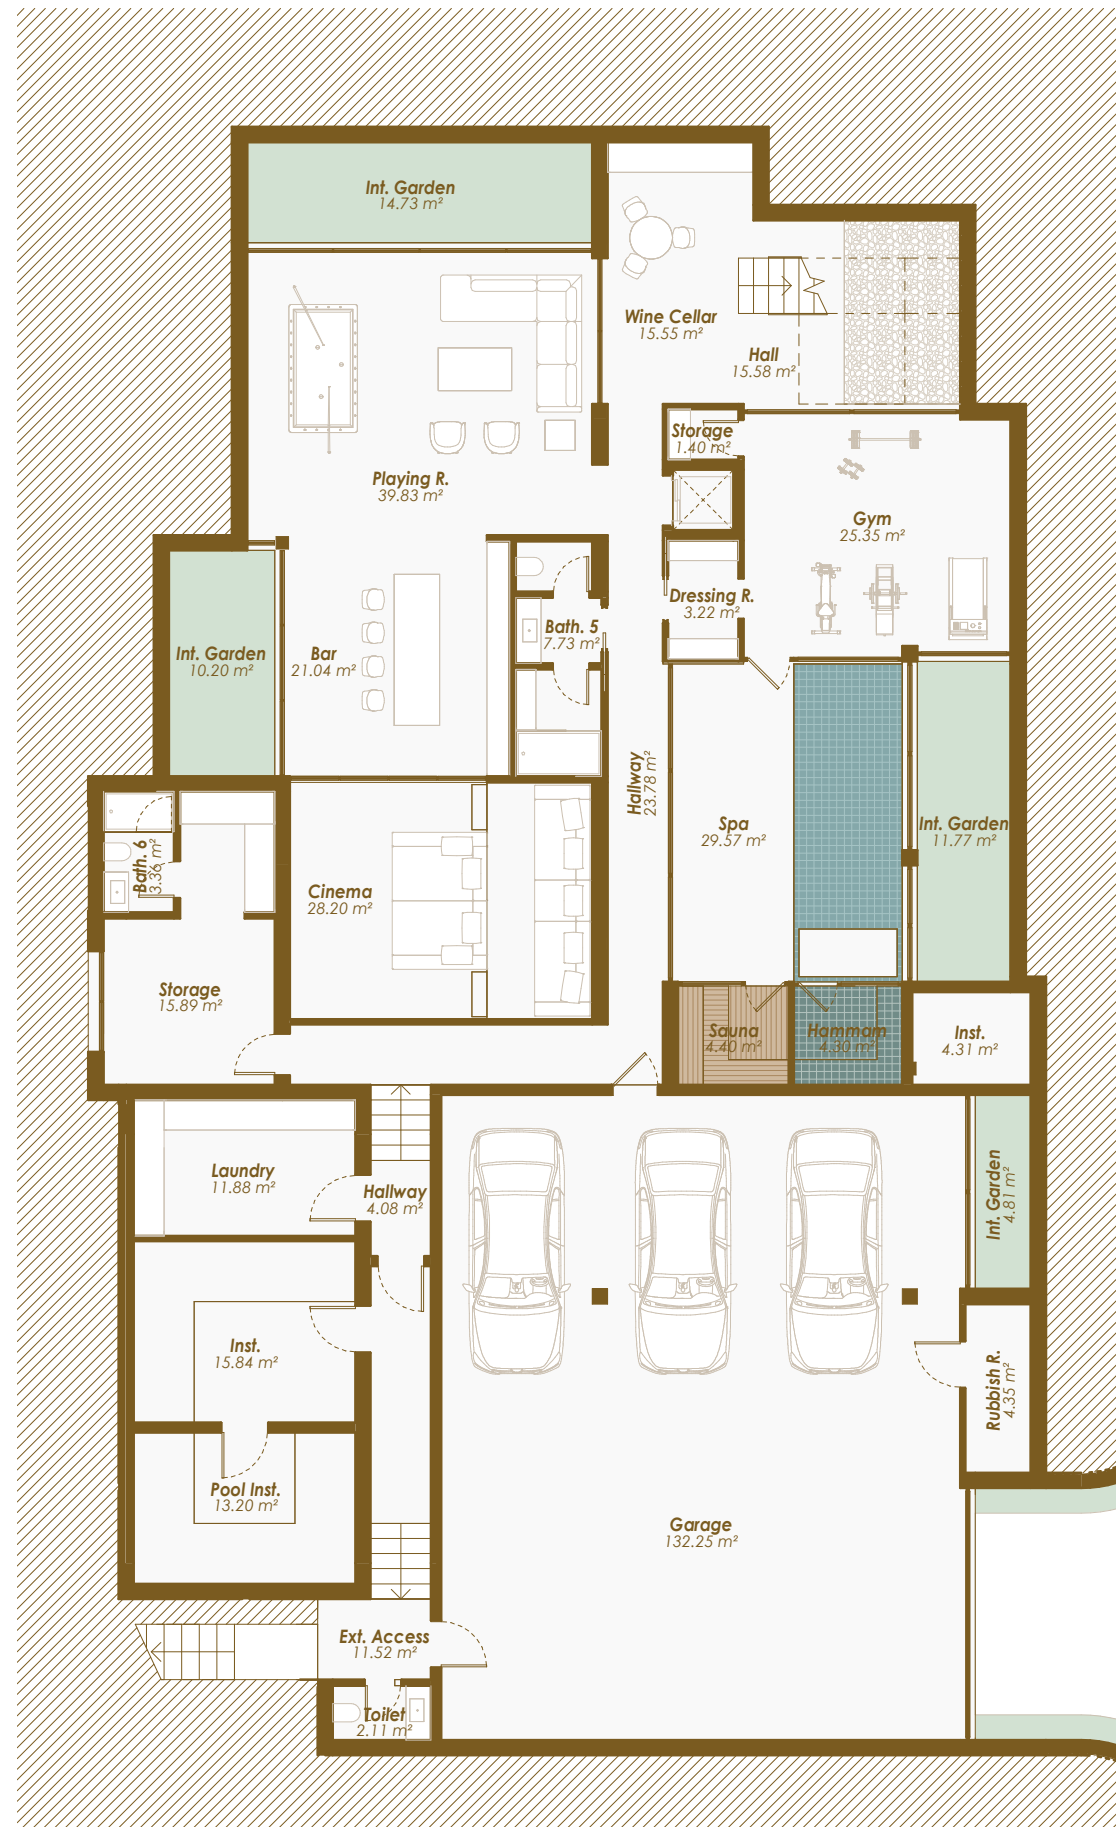 Int. Garden
14.73 m²
Wine Cellar
15.55 m²
Hall
15.58 m²
Storage
1.40 m²
Playing R.
39.83 m²
Gym
25.35 m²
Dressing R.
3.22 m²
Bath. 5
7.73 m²
Int. Garden
10.20 m²
Bar
21.04 m²
Hallway
23.78 m²
Spa
29.57 m²
Int. Garden
11.77 m²
Bath. 6
3.36 m²
Cinema
28.20 m²
Storage
15.89 m²
Sauna
4.40 m²
Hammam
4.30 m²
Inst.
4.31 m²
Laundry
11.88 m²
Hallway
4.08 m²
Int. Garden
4.81 m²
Inst.
15.84 m²
Rubbish R.
4.35 m²
Pool Inst.
13.20 m²
Garage
132.25 m²
Ext. Access
11.52 m²
Toilet
2.11 m²